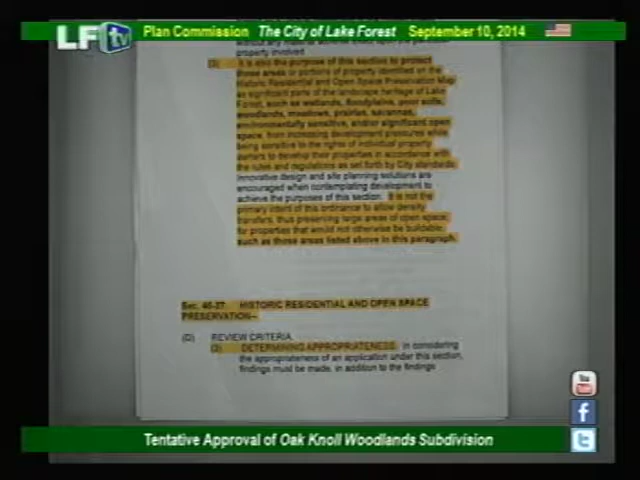 LFtv Plan Commission The City of Lake Forest September 10, 2014
property involved.
(3) It is also the purpose of this section to protect
those areas or portions of property identified on the
Historic Residential and Open Space Preservation Map
as significant parts of the landscape heritage of Lake
Forest, such as wetlands, floodplains, poor soils,
woodlands, meadows, prairies, savannas,
environmentally sensitive, and/or significant open
space, from increasing development pressures while
being sensitive to the rights of individual property
owners to develop their properties in accordance with
the rules and regulations as set forth by City standards.
Innovative design and site planning solutions are
encouraged when contemplating development to
achieve the purposes of this section. It is not the
primary intent of this ordinance to allow density
transfers, thus preserving large areas of open space,
for properties that would not otherwise be buildable,
such as those areas listed above in this paragraph.
Sec. 46-27. HISTORIC RESIDENTIAL AND OPEN SPACE
PRESERVATION--
(D) REVIEW CRITERIA.
(2) DETERMINING APPROPRIATENESS. In considering
the appropriateness of an application under this section,
findings must be made, in addition to the findings
You Tube
Tentative Approval of Oak Knoll Woodlands Subdivision